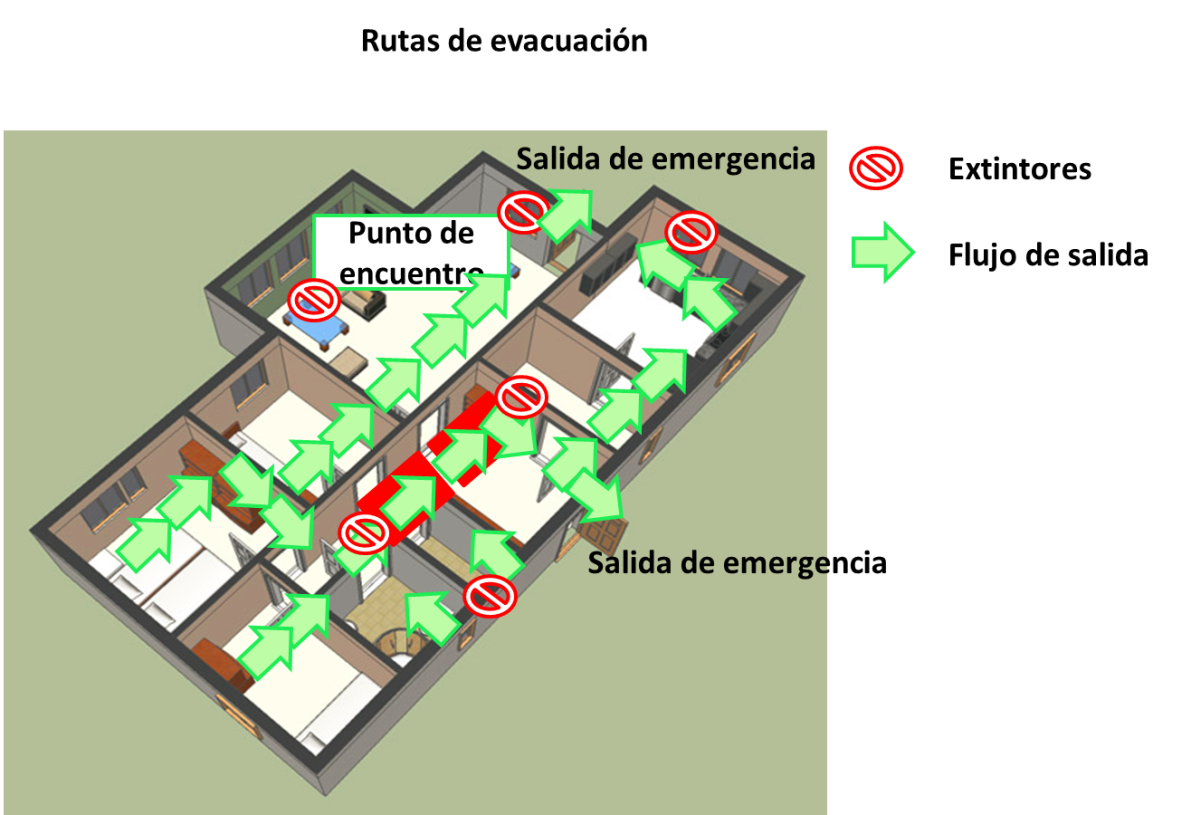 Rutas de evacuación
Salida de emergencia
Extintores
Punto de
encuentro
Flujo de salida
Salida de emergencia